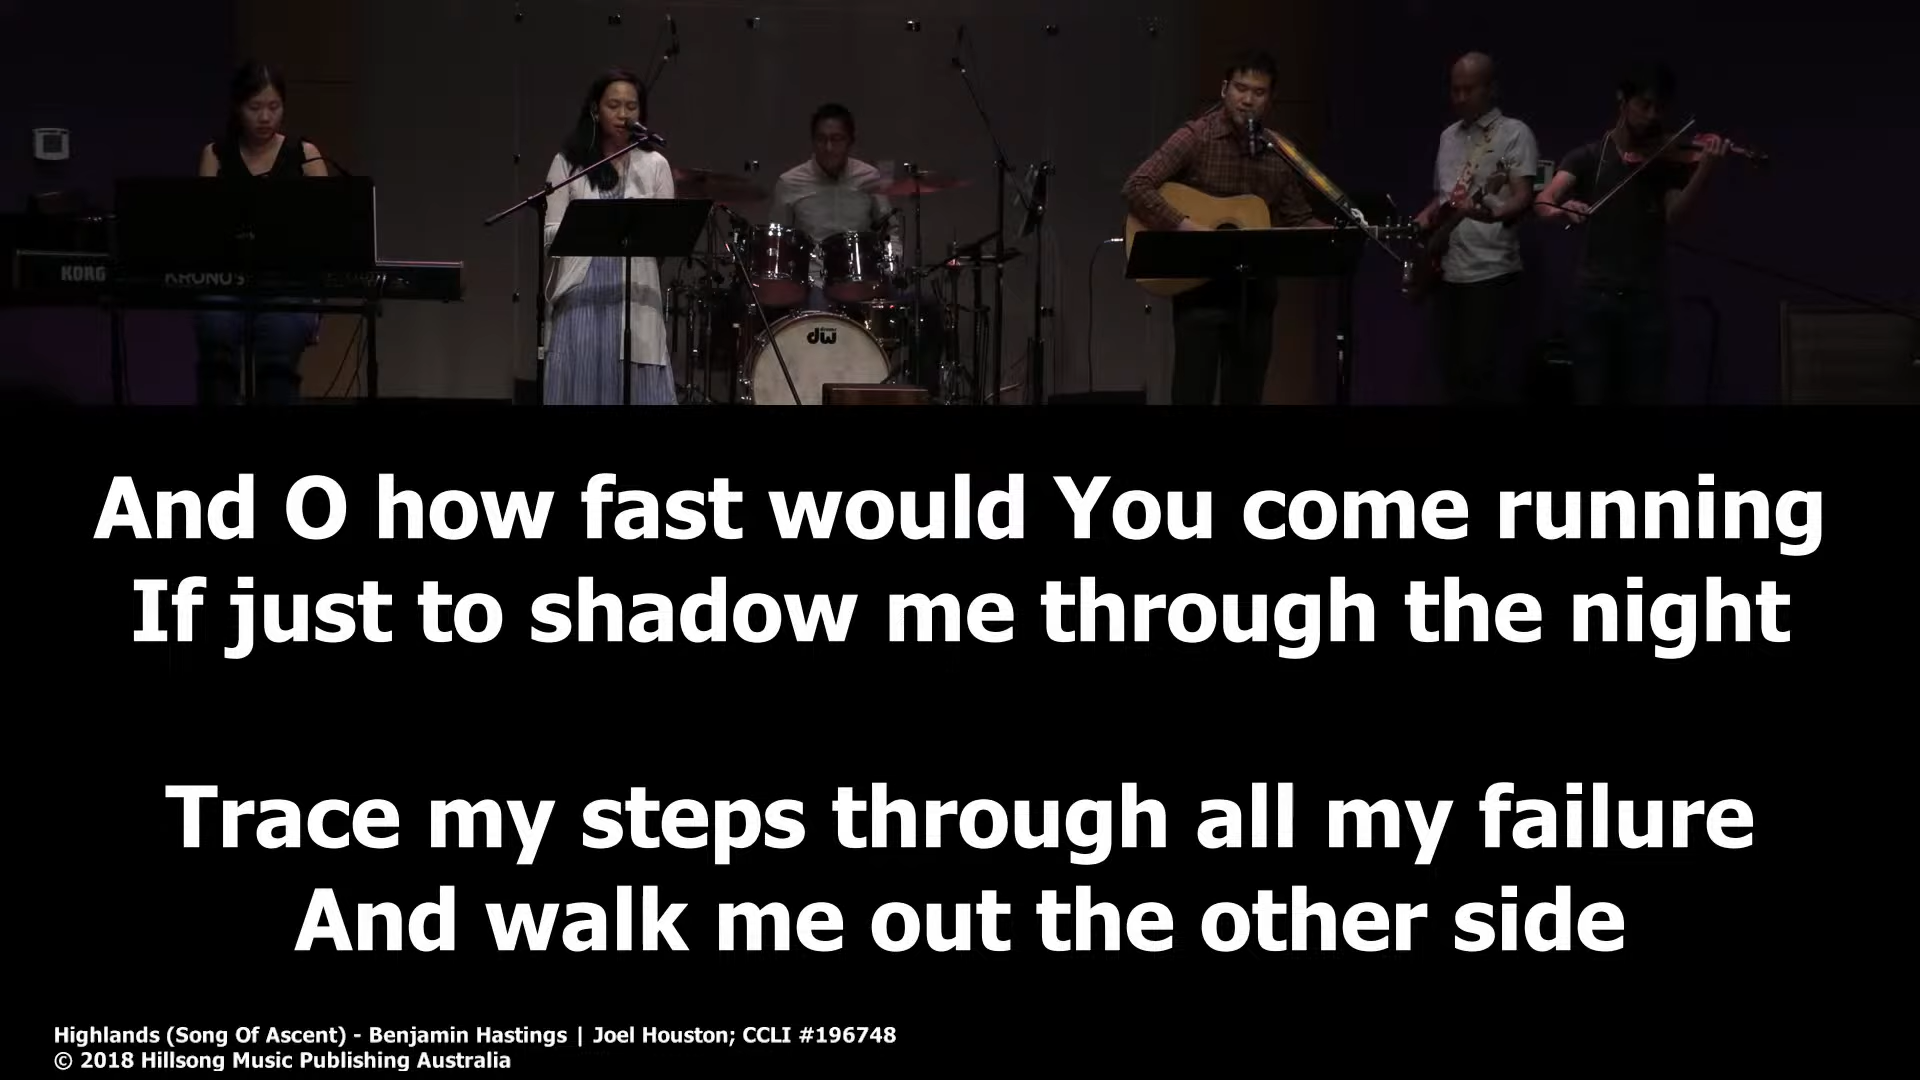 KORG
KRONOS
dw
And O how fast would You come running
If just to shadow me through the night
Trace my steps through all my failure
And walk me out the other side
Highlands (Song Of Ascent) - Benjamin Hastings | Joel Houston; CCLI #196748
© 2018 Hillsong Music Publishing Australia